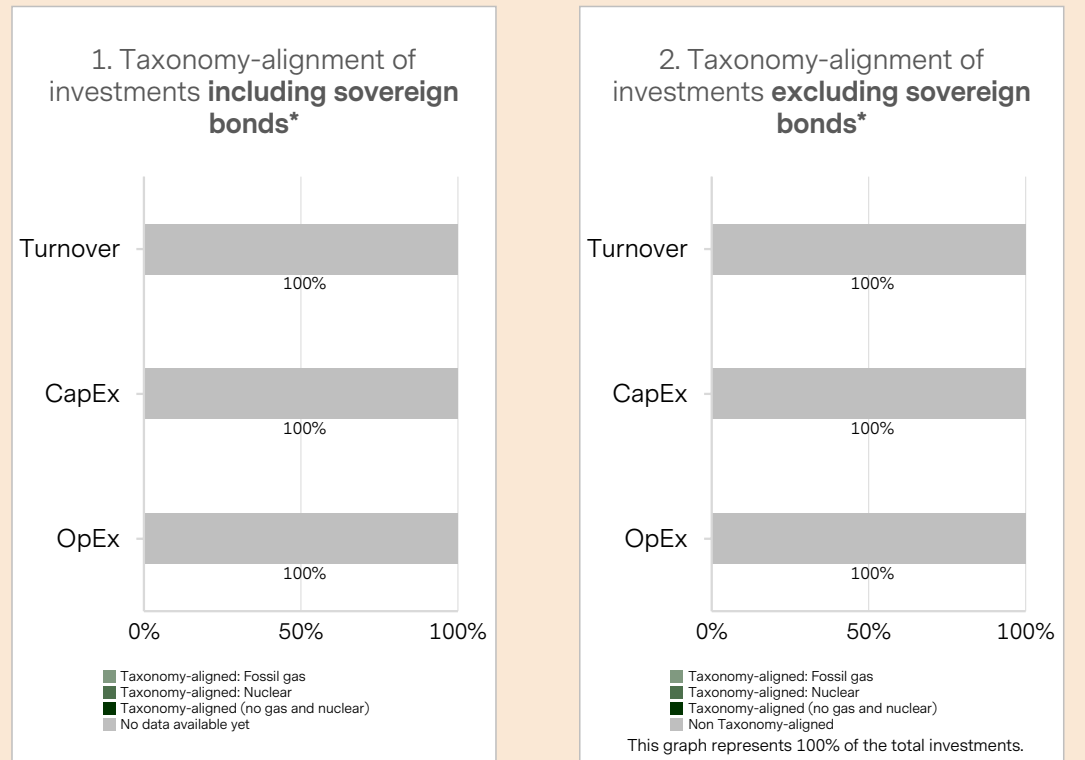 1. Taxonomy-alignment of
investments including sovereign
bonds*
Turnover
100%
CapEx
100%
OpEx
100%
0% 50% 100%
Taxonomy-aligned: Fossil gas
Taxonomy-aligned: Nuclear
Taxonomy-aligned (no gas and nuclear)
No data available yet
2. Taxonomy-alignment of
investments excluding sovereign
bonds*
Turnover
100%
CapEx
100%
OpEx
100%
0% 50% 100%
Taxonomy-aligned: Fossil gas
Taxonomy-aligned: Nuclear
Taxonomy-aligned (no gas and nuclear)
Non Taxonomy-aligned
This graph represents 100% of the total investments.